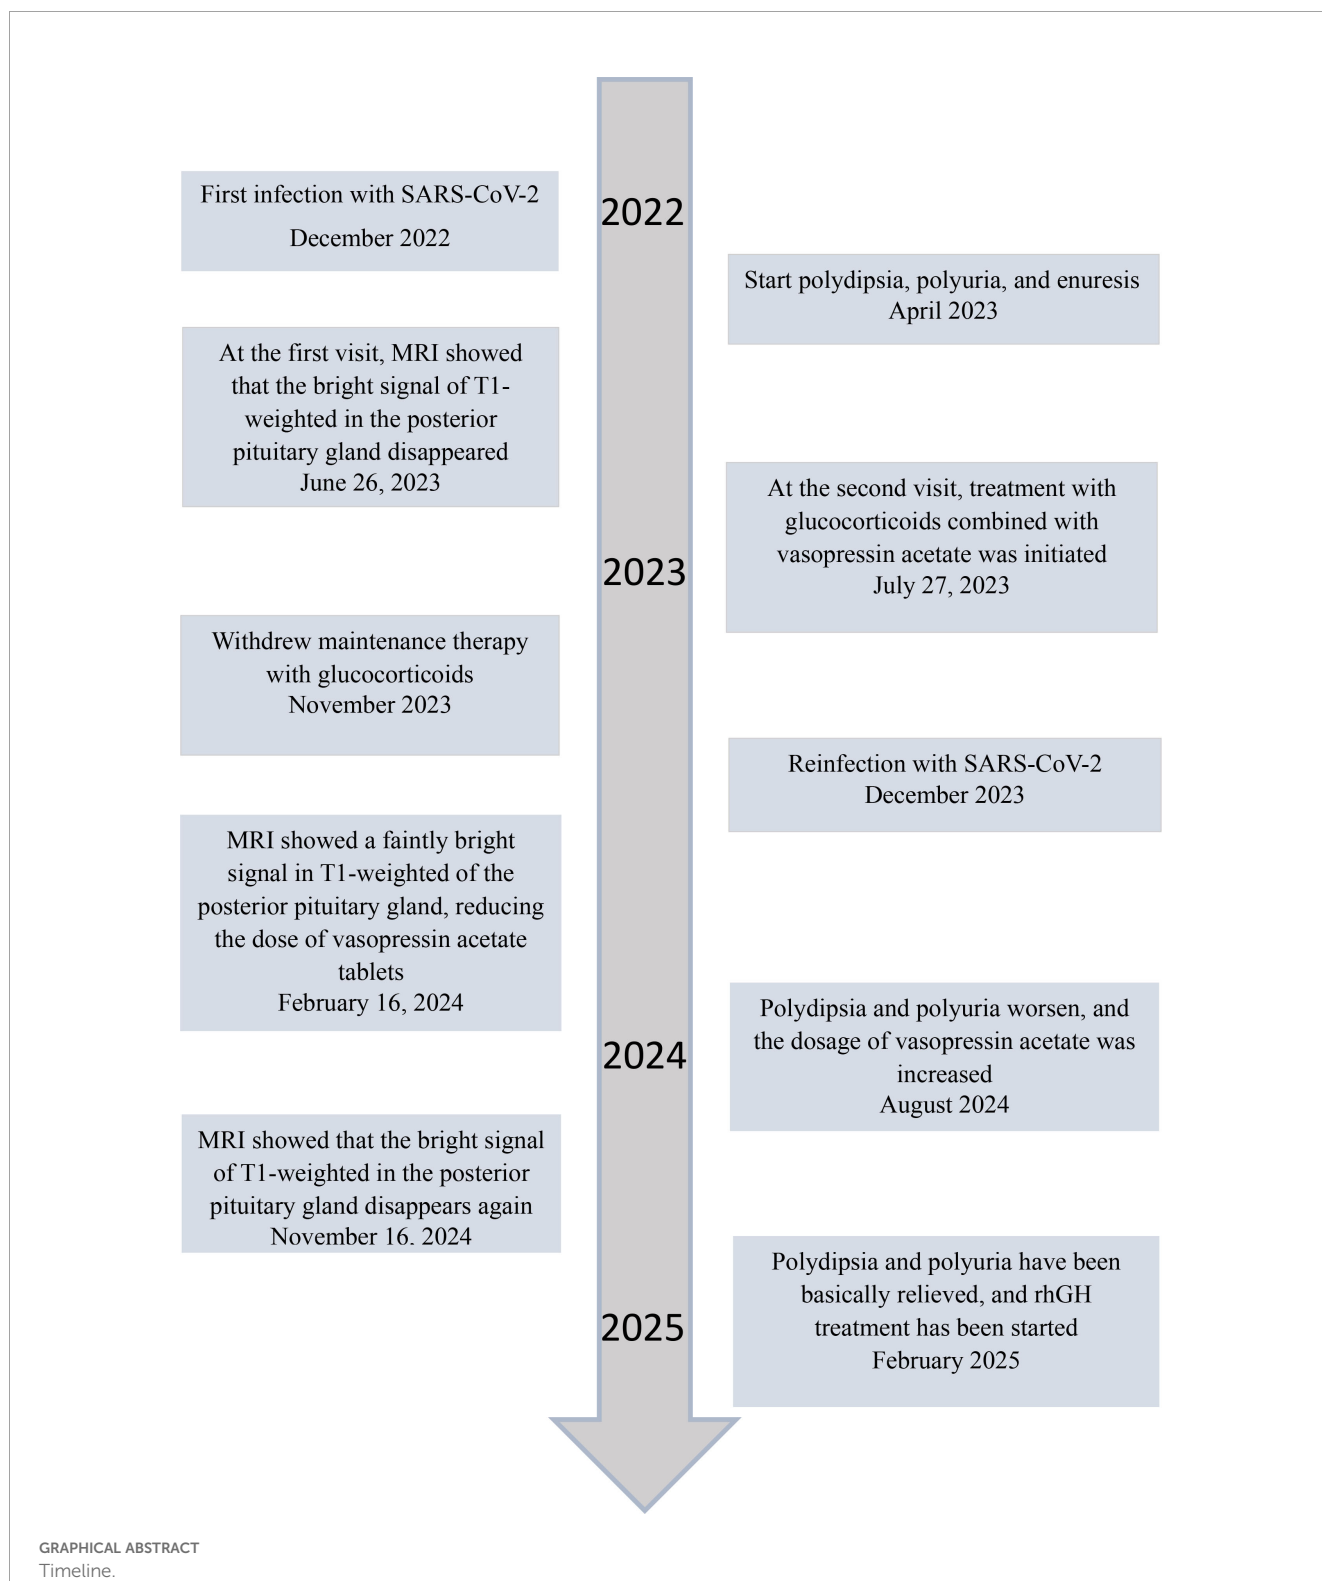 First infection with SARS-CoV-2
December 2022
2022
Start polydipsia, polyuria, and enuresis
April 2023
At the first visit, MRI showed
that the bright signal of T1-
weighted in the posterior
pituitary gland disappeared
June 26, 2023
At the second visit, treatment with
glucocorticoids combined with
vasopressin acetate was initiated
July 27, 2023
2023
Withdrew maintenance therapy
with glucocorticoids
November 2023
Reinfection with SARS-CoV-2
December 2023
MRI showed a faintly bright
signal in T1-weighted of the
posterior pituitary gland, reducing
the dose of vasopressin acetate
tablets
February 16, 2024
2024
Polydipsia and polyuria worsen, and
the dosage of vasopressin acetate was
increased
August 2024
MRI showed that the bright signal
of T1-weighted in the posterior
pituitary gland disappears again
November 16, 2024
Polydipsia and polyuria have been
basically relieved, and rhGH
treatment has been started
February 2025
2025
GRAPHICAL ABSTRACT
Timeline.